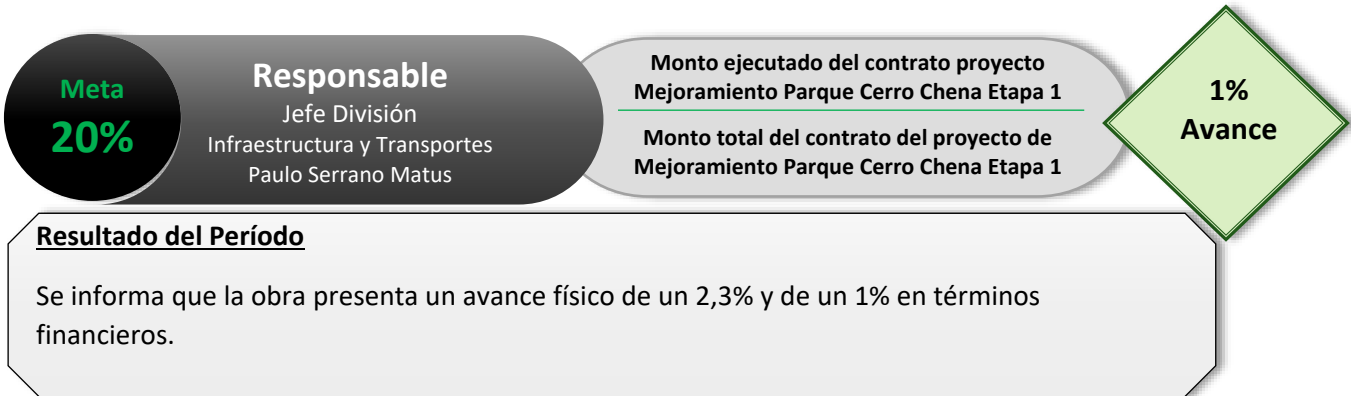 Meta
20%
Responsable
Jefe División
Infraestructura y Transportes
Paulo Serrano Matus
Monto ejecutado del contrato proyecto
Mejoramiento Parque Cerro Chena Etapa 1
Monto total del contrato del proyecto de
Mejoramiento Parque Cerro Chena Etapa 1
1%
Avance
Resultado del Período
Se informa que la obra presenta un avance físico de un 2,3% y de un 1% en términos
financieros.